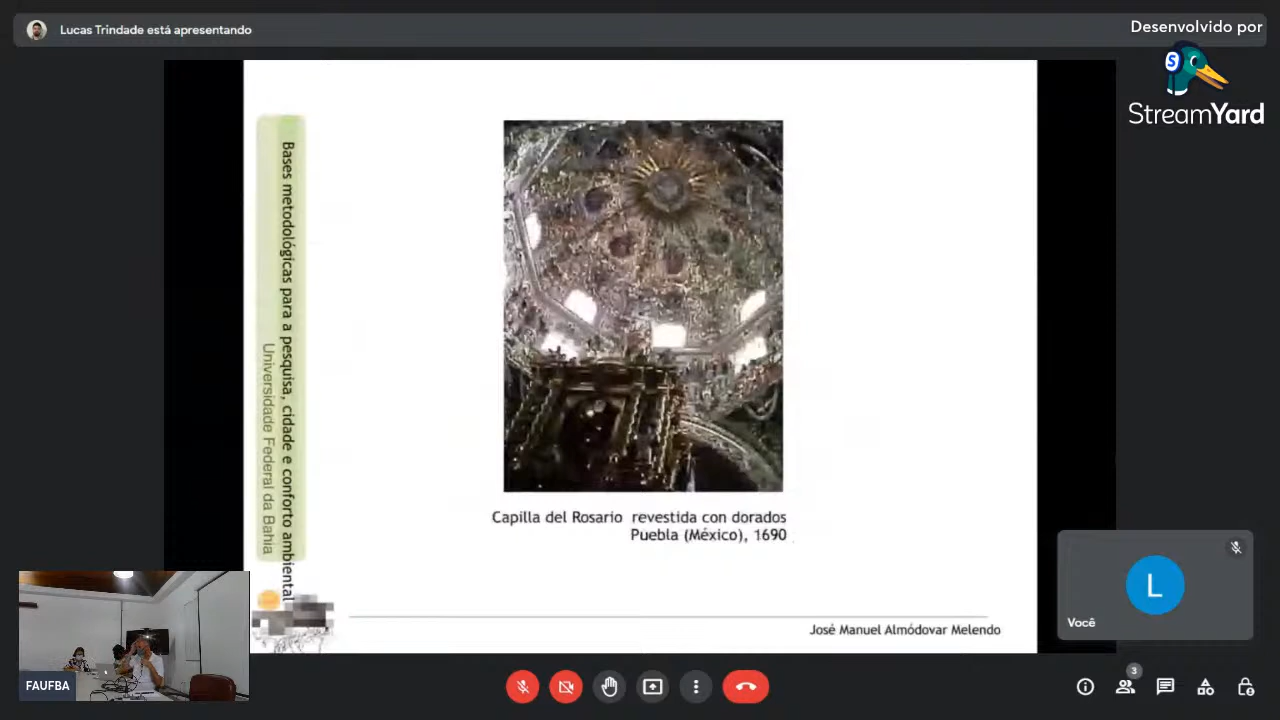 Lucas Trindade está apresentando
Desenvolvido por
S
StreamYard
Bases metodológicas para a pesquisa, cidade e conforto ambiental
Universidade Federal da Bahia
Capilla del Rosario revestida con dorados
Puebla (México), 1690
José Manuel Almódovar Melendo
L
Você
FAUFBA
3